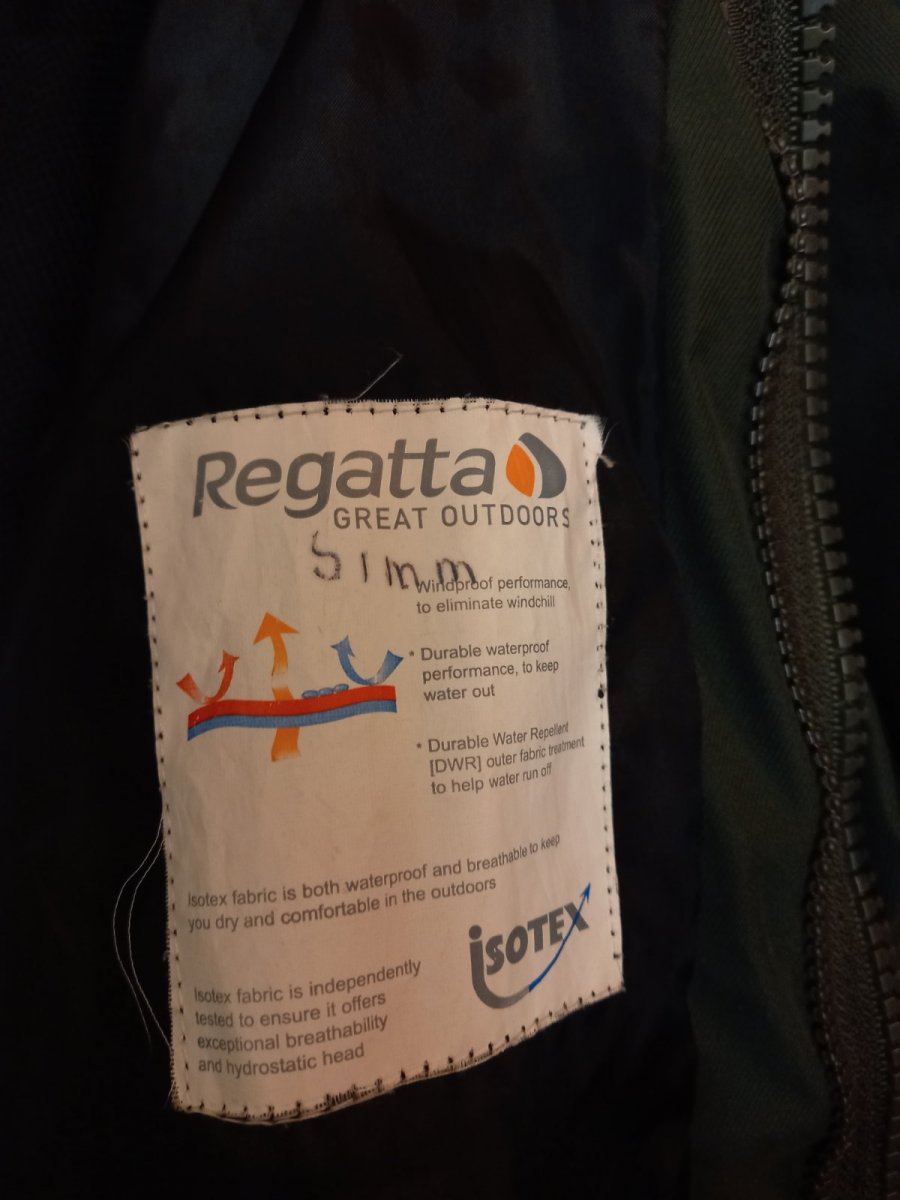 Regatta
GREAT OUTDOORS
Simm
Windproof performance,
to eliminate windchill
* Durable waterproof
performance, to keep
water out
* Durable Water Repellent
[DWR] outer fabric treatment
to help water run off
Isotex fabric is both waterproof and breathable to keep
you dry and comfortable in the outdoors
ISOTEX
Isotex fabric is independently
tested to ensure it offers
exceptional breathability
and hydrostatic head